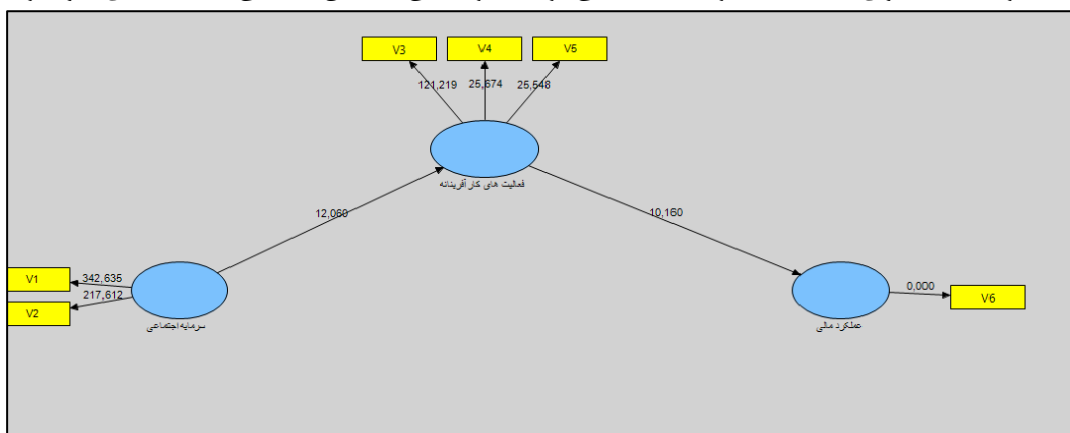 V3
V4
V5
121,219
25,674
25,548
فعالیت های کارآفرینانه
12,060
10,160
V1
342,635
V2
217,612
سرمایه اجتماعی
0,000
V6
عملکرد مالی